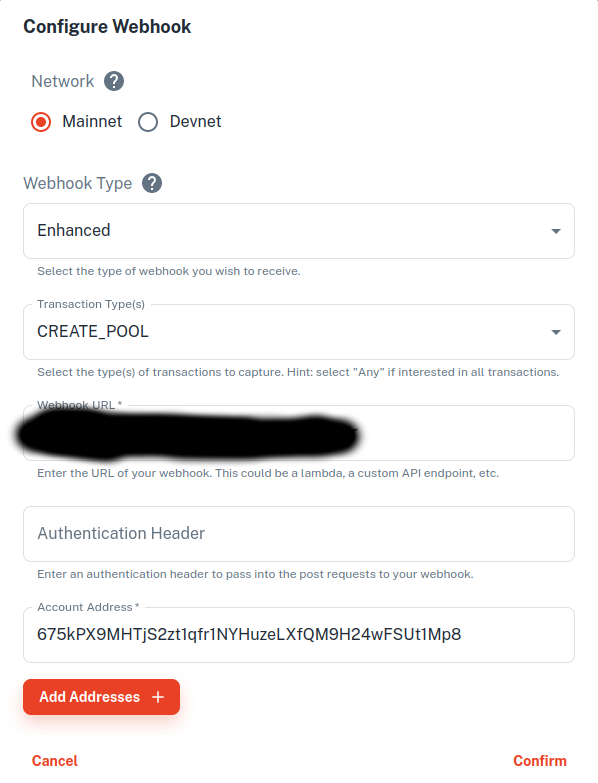 Configure Webhook
Network ?
Mainnet Devnet
Webhook Type ?
Enhanced
Select the type of webhook you wish to receive.
Transaction Type(s)
CREATE_POOL
Select the type(s) of transactions to capture. Hint: select "Any" if interested in all transactions.
Webhook URL *
Enter the URL of your webhook. This could be a lambda, a custom API endpoint, etc.
Authentication Header
Enter an authentication header to pass into the post requests to your webhook.
Account Address *
675kPX9MHTjS2zt1qfr1NYHuzeLXfQM9H24wFSUt1Mp8
Add Addresses +
Cancel Confirm